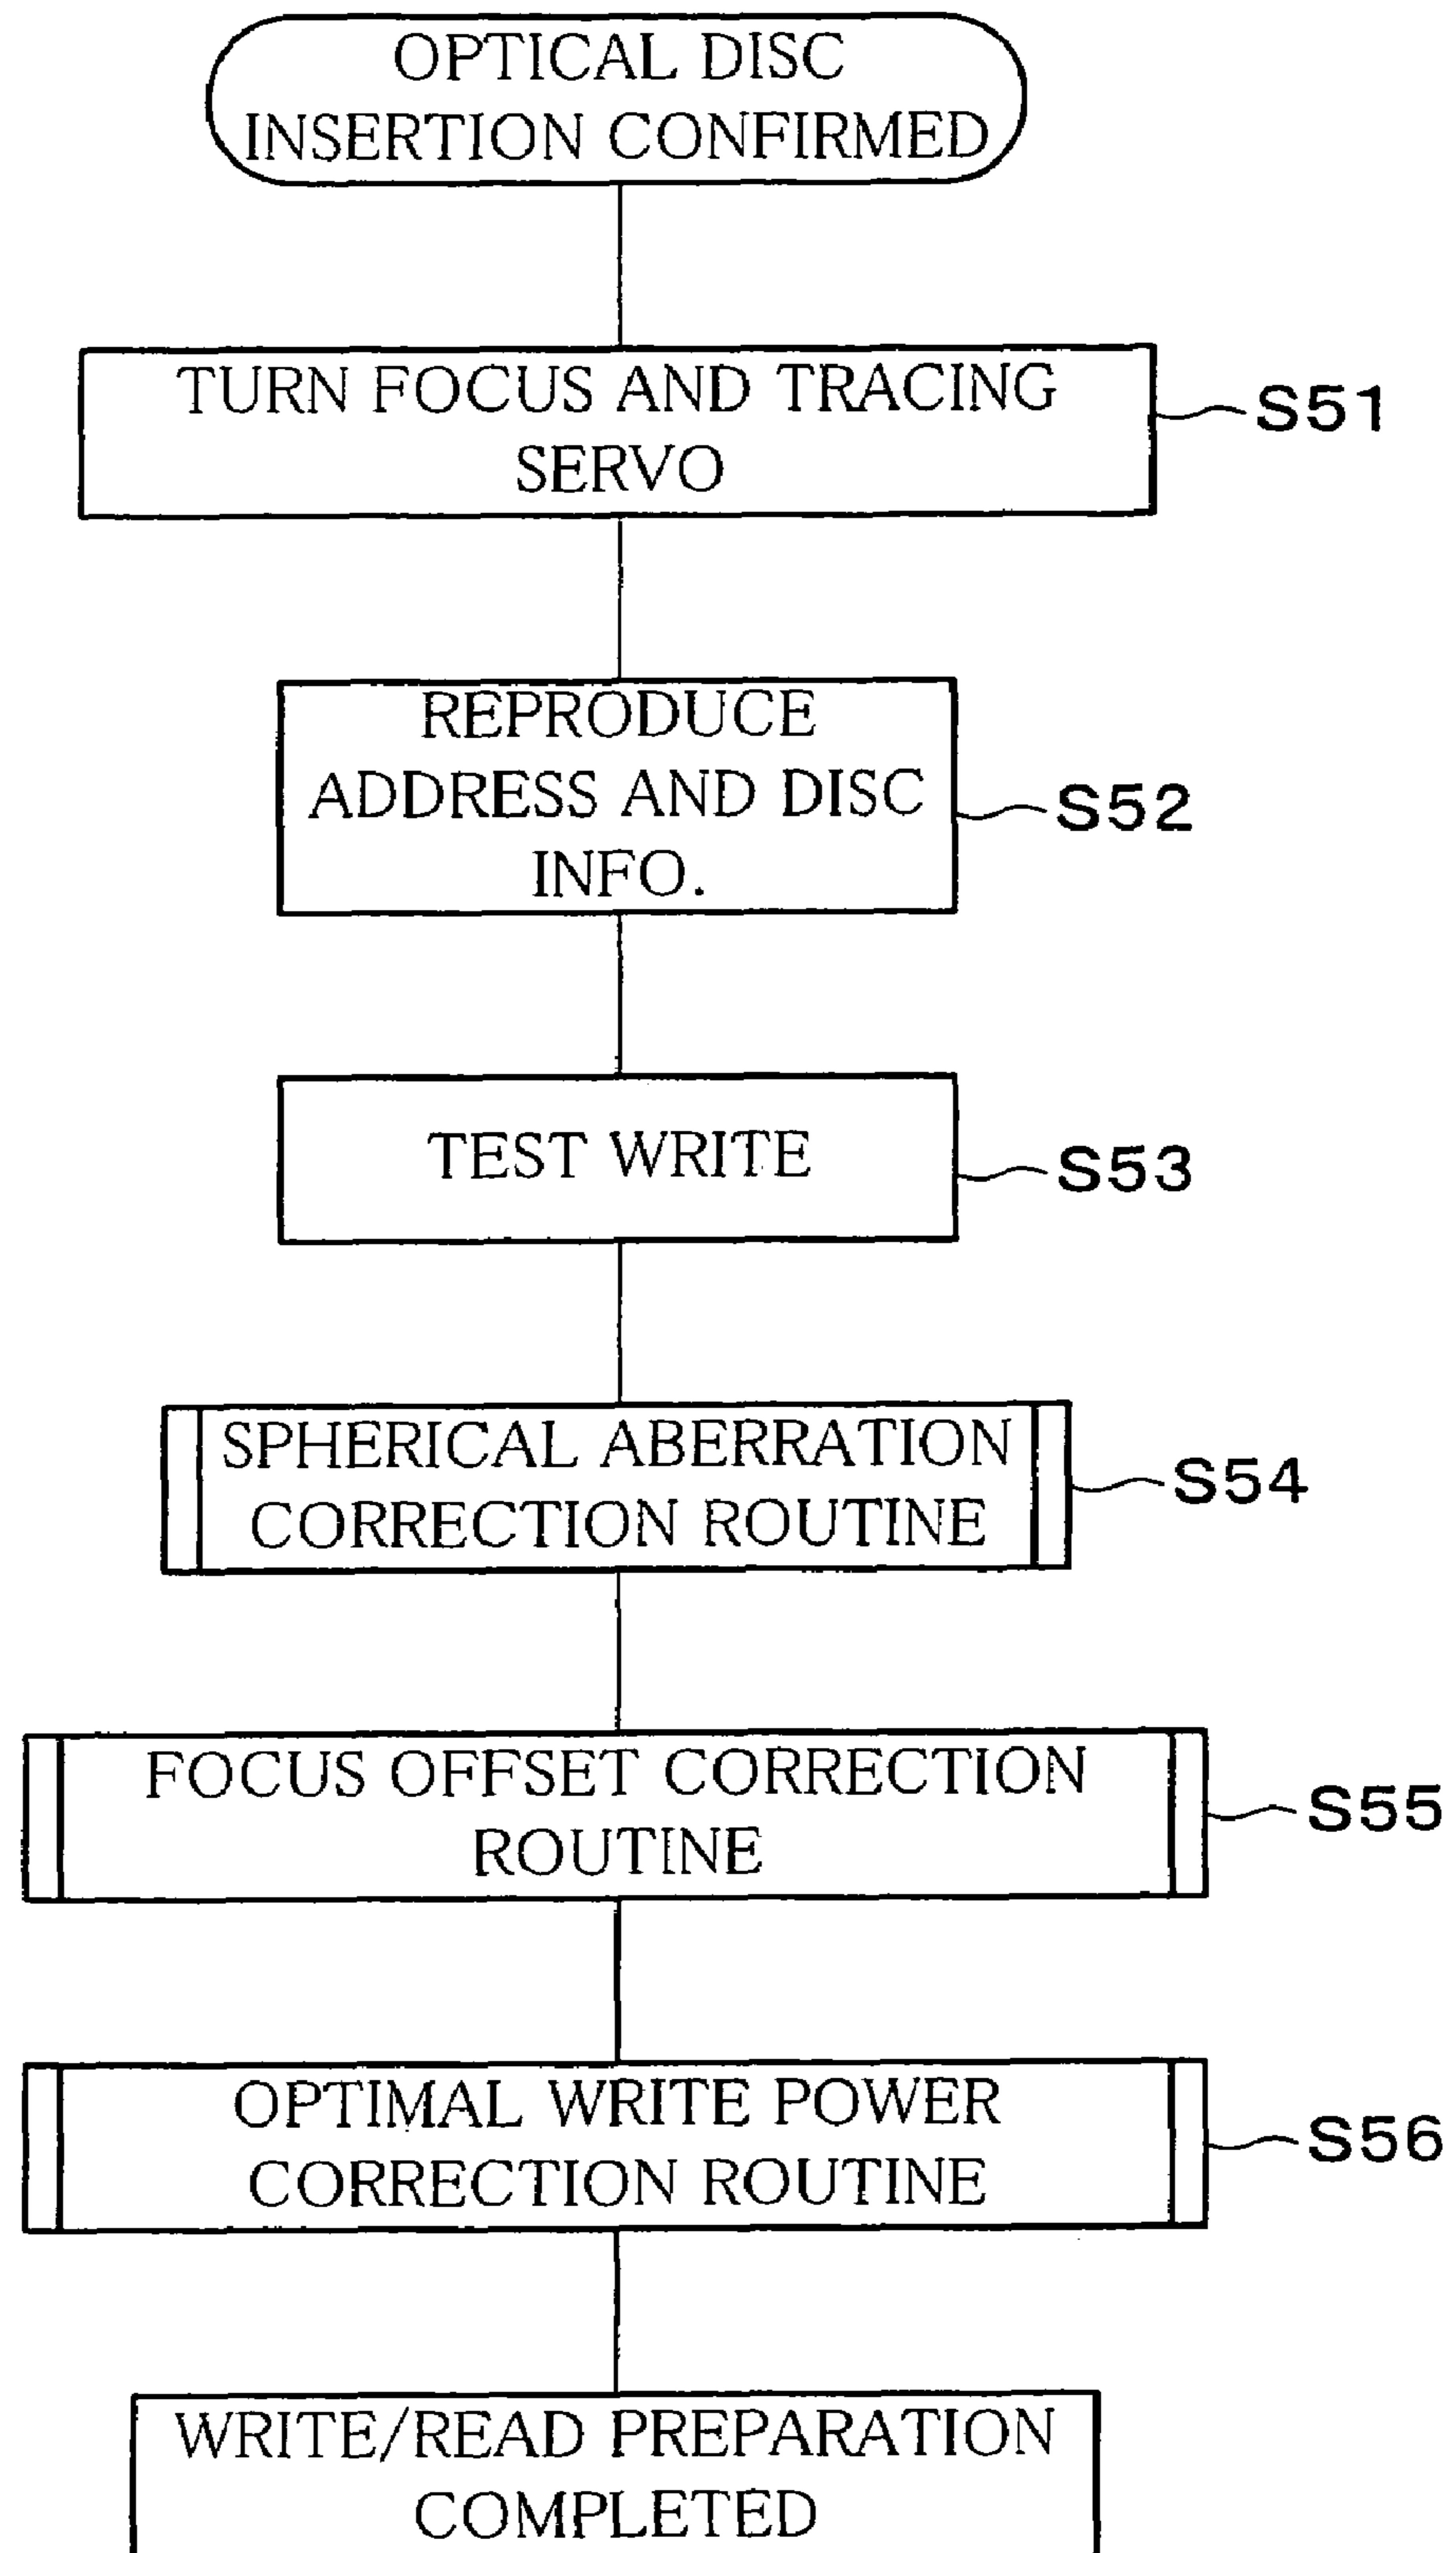 OPTICAL DISC
INSERTION CONFIRMED
TURN FOCUS AND TRACING
SERVO
S51
REPRODUCE
ADDRESS AND DISC
INFO.
S52
TEST WRITE
S53
SPHERICAL ABERRATION
CORRECTION ROUTINE
S54
FOCUS OFFSET CORRECTION
ROUTINE
S55
OPTIMAL WRITE POWER
CORRECTION ROUTINE
S56
WRITE/READ PREPARATION
COMPLETED